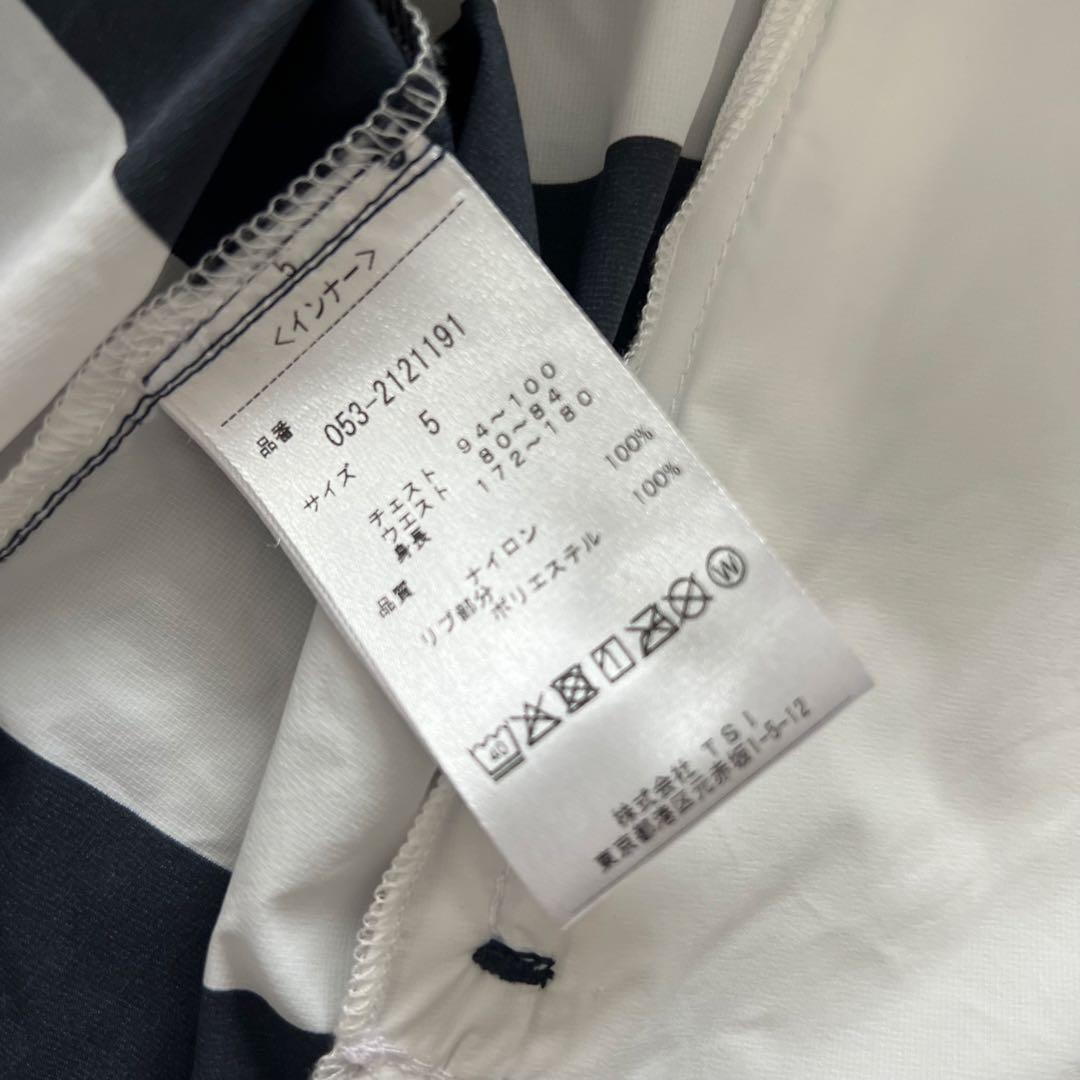 5
<インナー>
品番 053-2121191
サイズ 5
チェスト 94~100
ウエスト 80~84
身長 172~180
品質 ナイロン 100%
リブ部分
ポリエステル 100%
40 W
株式会社 TSI
東京都港区元赤坂1-5-12